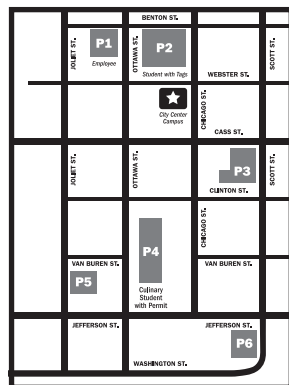 BENTON ST.
JOLIET ST.
P1
Employee
OTTAWA ST.
P2
Student with Tags
WEBSTER ST.
SCOTT ST.
City Center
Campus
CHICAGO ST.
CASS ST.
JOLIET ST.
OTTAWA ST.
P3
SCOTT ST.
CLINTON ST.
CHICAGO ST.
P4
VAN BUREN ST.
VAN BUREN ST.
P5
Culinary
Student
with Permit
JEFFERSON ST.
JEFFERSON ST.
P6
WASHINGTON ST.